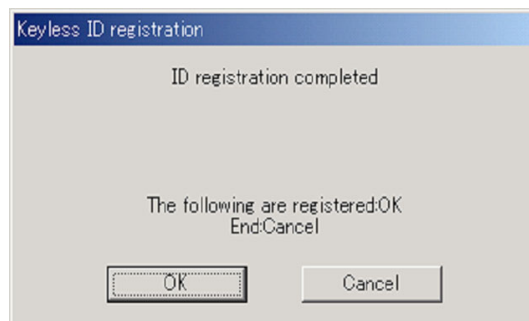 Keyless ID registration
ID registration completed
The following are registered:OK
End:Cancel
OK
Cancel